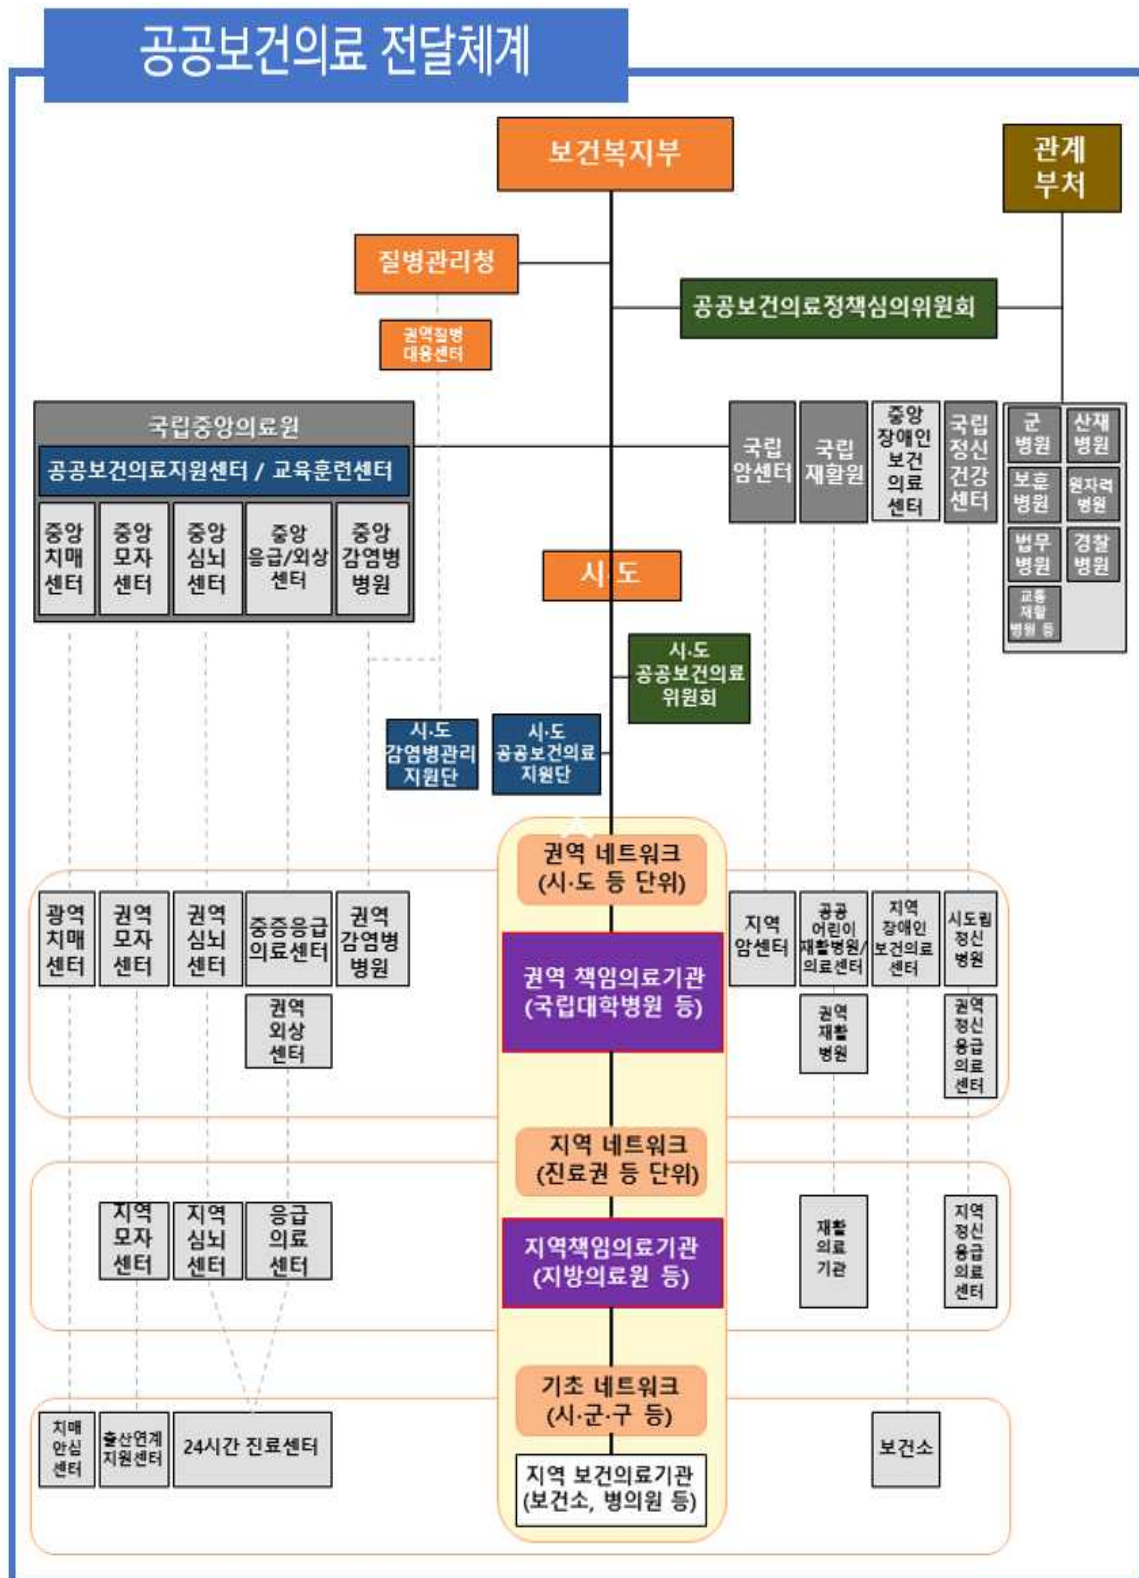 공공보건의료 전달체계
보건복지부
관계
부처
질병관리청
공공보건의료정책심의위원회
권역질병
대응센터
국립중앙의료원
공공보건의료지원센터 / 교육훈련센터
중앙
치매
센터
중앙
모자
센터
중앙
심뇌
센터
중앙
응급/외상
센터
중앙
감염병
병원
국립
암센터
국립
재활원
중앙
장애인
보건
의료
센터
국립
정신
건강
센터
군
병원
산재
병원
보훈
병원
원자력
병원
법무
병원
경찰
병원
교통
재활
병원 등
시·도
시·도
공공보건의료
위원회
시·도
감염병관리
지원단
시·도
공공보건의료
지원단
권역 네트워크
(시·도 등 단위)
광역
치매
센터
권역
모자
센터
권역
심뇌
센터
중증응급
의료센터
권역
감염병
병원
권역
외상
센터
권역 책임의료기관
(국립대학병원 등)
지역
암센터
공공
어린이
재활병원/
의료센터
지역
장애인
보건의료
센터
시도립
정신
병원
권역
재활
병원
권역
정신
응급
의료
센터
지역 네트워크
(진료권 등 단위)
지역
모자
센터
지역
심뇌
센터
응급
의료
센터
지역책임의료기관
(지방의료원 등)
재활
의료
기관
지역
정신
응급
의료
센터
기초 네트워크
(시·군·구 등)
치매
안심
센터
출산연계
지원센터
24시간 진료센터
지역 보건의료기관
(보건소, 병의원 등)
보건소